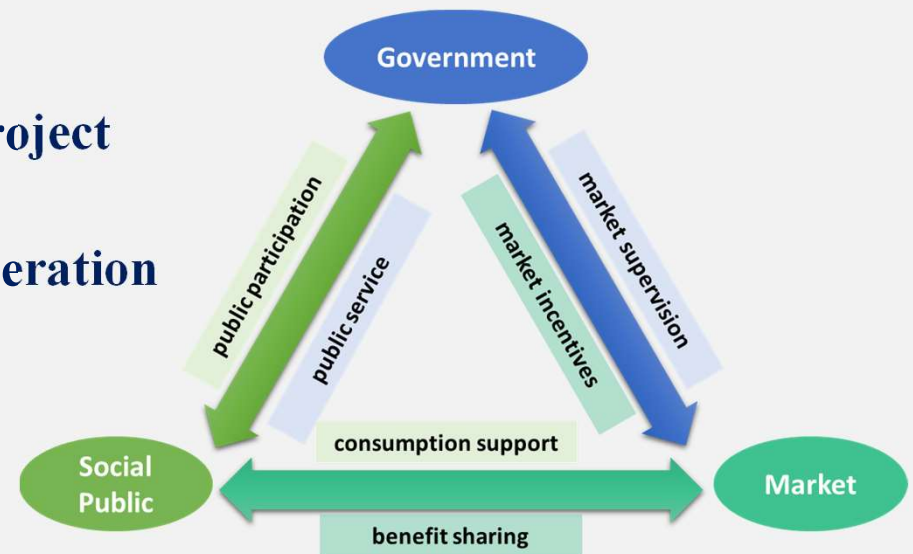 Government
roject
eration
public participation
public service
market incentives
market supervision
consumption support
Social
Public
Market
benefit sharing